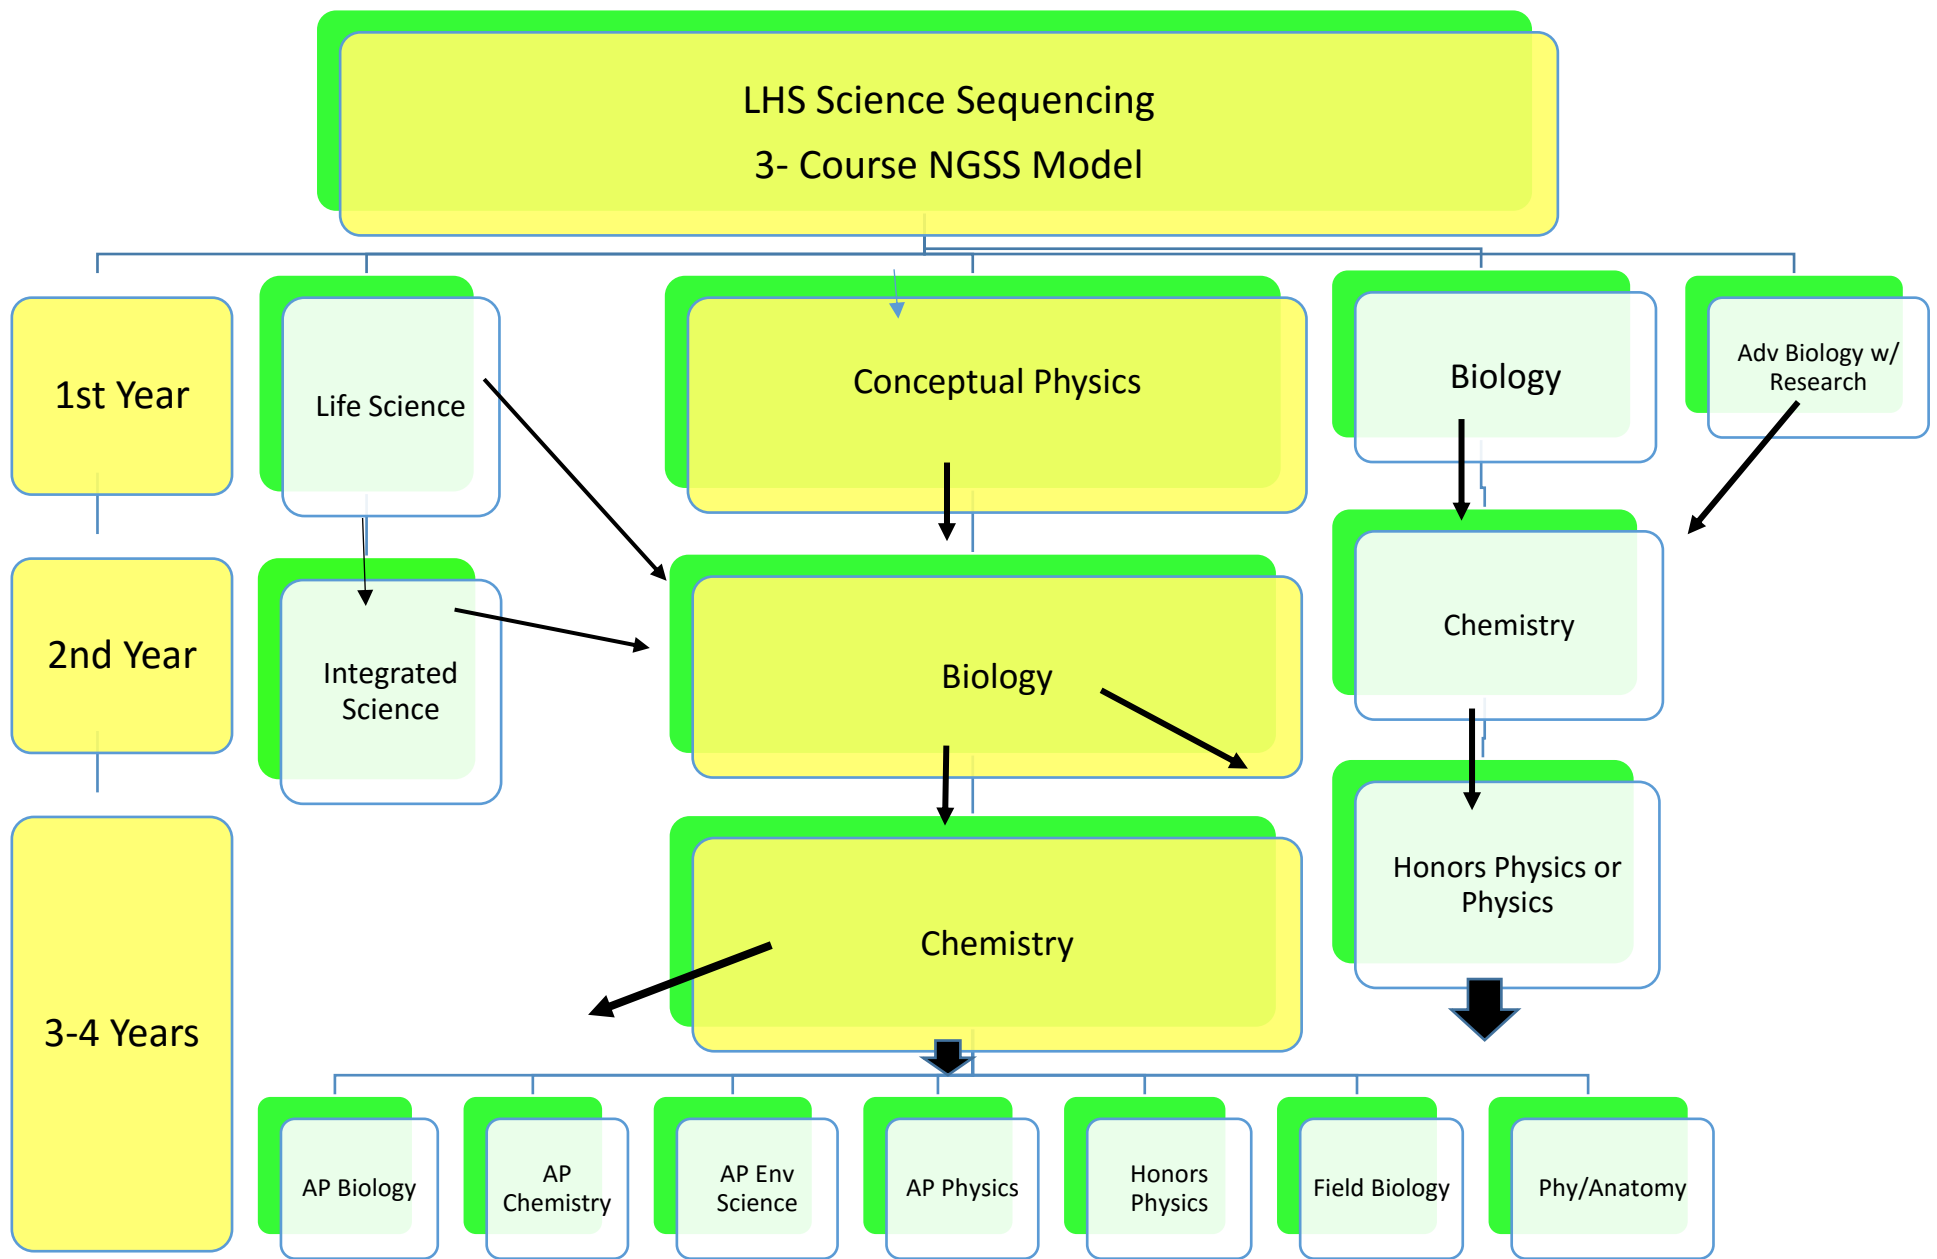 LHS Science Sequencing
3- Course NGSS Model
1st Year
Life Science
Conceptual Physics
Biology
Adv Biology w/
Research
2nd Year
Integrated
Science
Biology
Chemistry
3-4 Years
Chemistry
Honors Physics or
Physics
AP Biology
AP
Chemistry
AP Env
Science
AP Physics
Honors
Physics
Field Biology
Phy/Anatomy